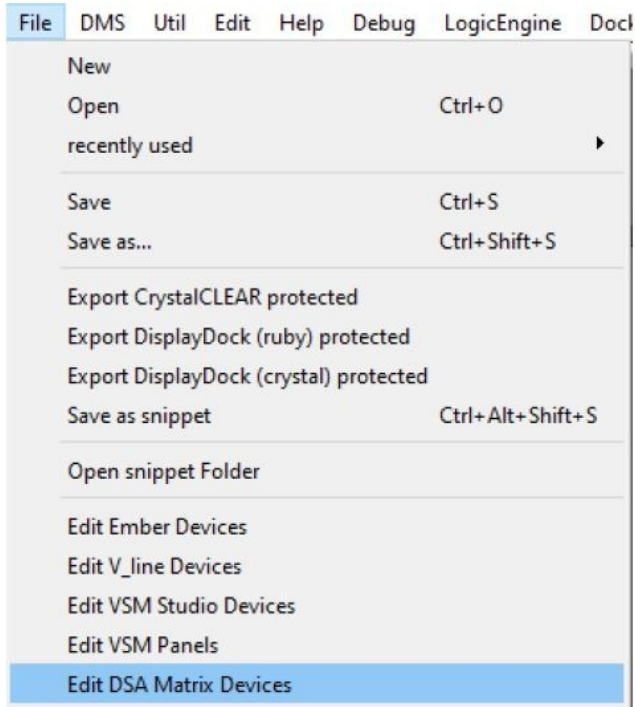 File DMS Util Edit Help Debug LogicEngine
New
Open Ctrl+O
recently used
Save Ctrl+S
Save as... Ctrl+Shift+S
Export CrystalCLEAR protected
Export DisplayDock (ruby) protected
Export DisplayDock (crystal) protected
Save as snippet Ctrl+Alt+Shift+S
Open snippet Folder
Edit Ember Devices
Edit V_line Devices
Edit VSM Studio Devices
Edit VSM Panels
Edit DSA Matrix Devices